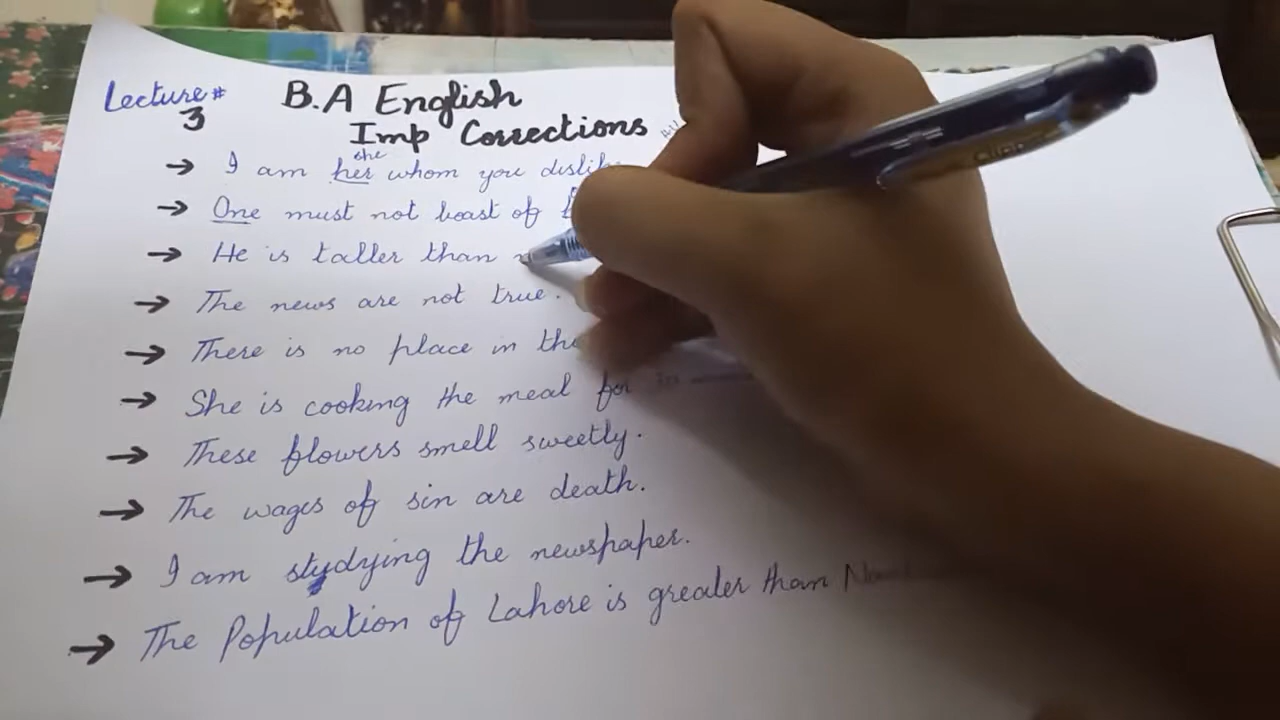 Lecture # B.A English
3 Imp Corrections
she
→ I am her whom you dislike
→ One must not boast of
→ He is taller than
→ The news are not true.
→ There is no place in the
→ She is cooking the meal for
→ These flowers smell sweetly.
→ The wages of sin are death.
→ I am studying the newspaper.
→ The Population of Lahore is greater than